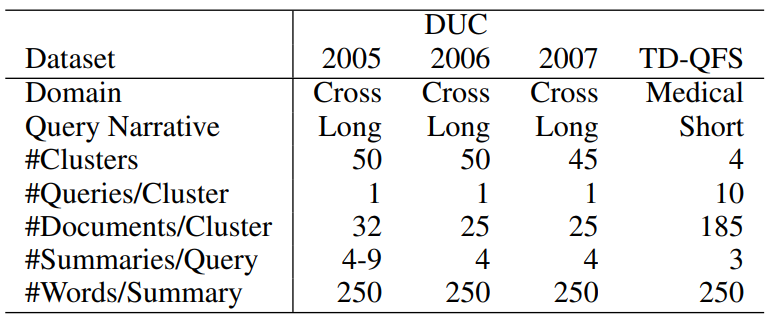 DUC
Dataset 2005 2006 2007 TD-QFS
Domain Cross Cross Cross Medical
Query Narrative Long Long Long Short
#Clusters 50 50 45 4
#Queries/Cluster 1 1 1 10
#Documents/Cluster 32 25 25 185
#Summaries/Query 4-9 4 4 3
#Words/Summary 250 250 250 250